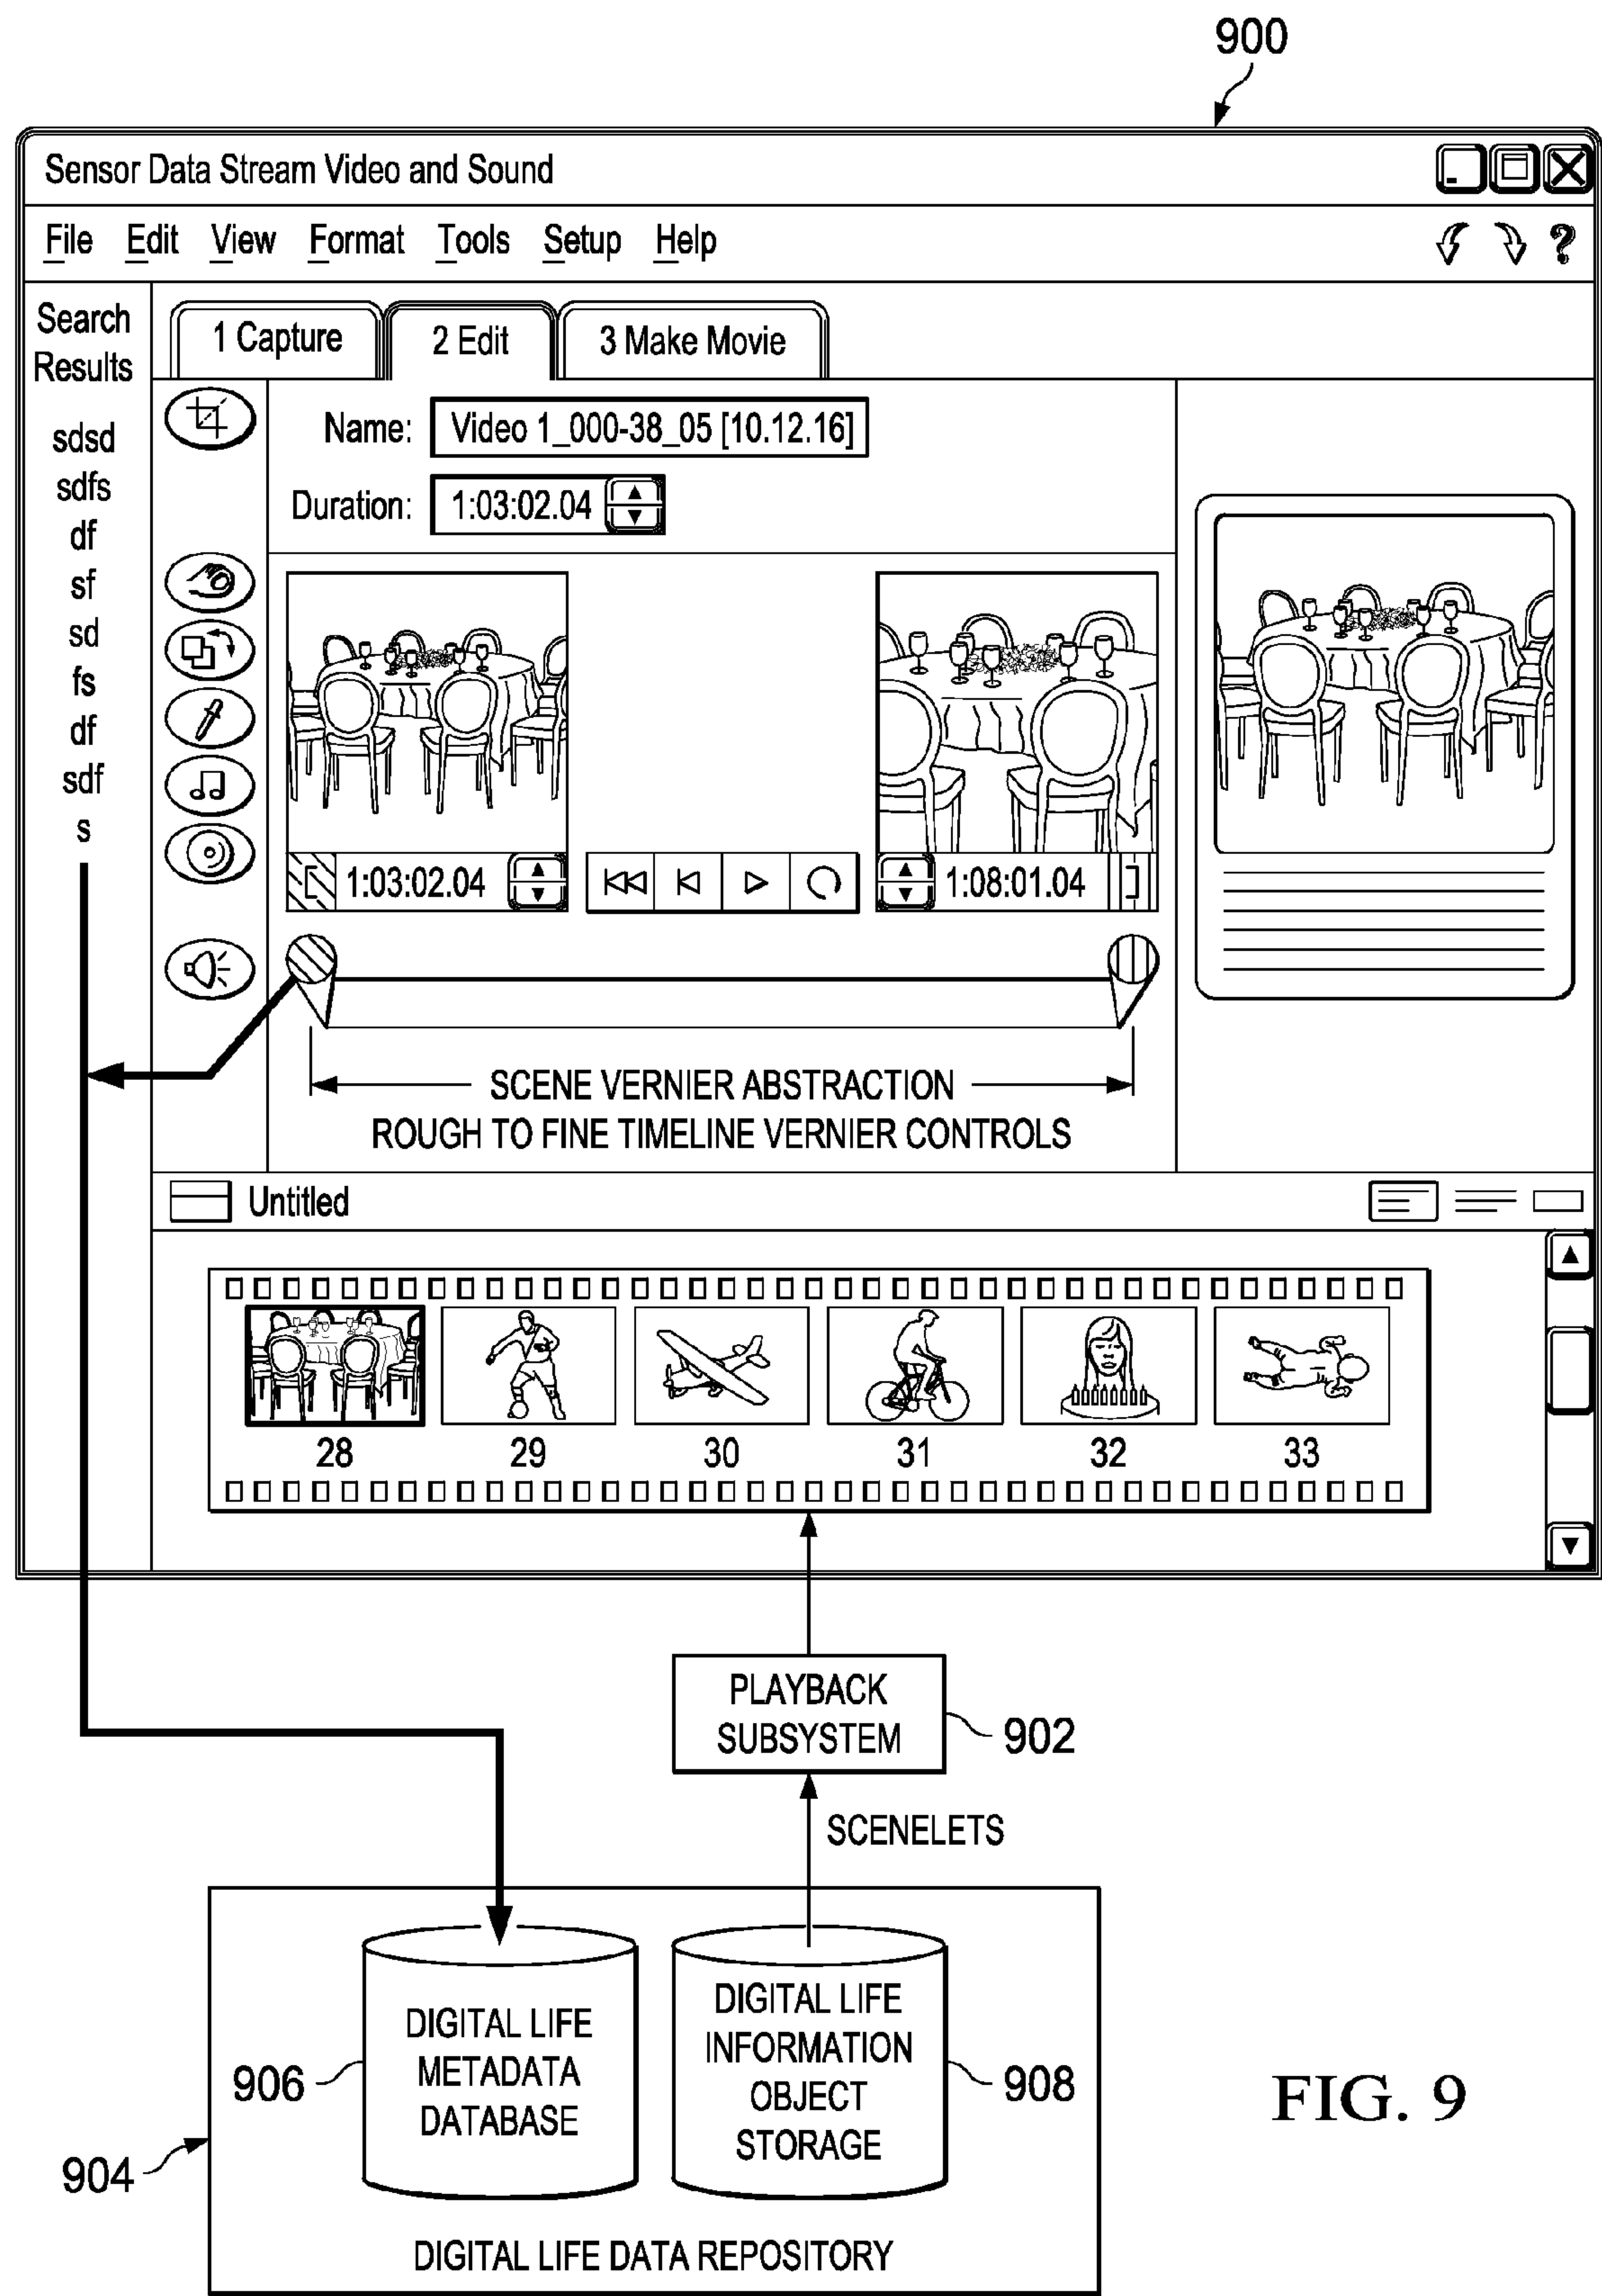 900
Sensor Data Stream Video and Sound
File Edit View Format Tools Setup Help ?
Search
Results
sdsd
sdfs
df
sf
sd
fs
df
sdf
s
1 Capture
2 Edit
3 Make Movie
Name: Video 1_000-38_05 [10.12.16]
Duration: 1:03:02.04
[ 1:03:02.04
1:08:01.04 ]
SCENE VERNIER ABSTRACTION
ROUGH TO FINE TIMELINE VERNIER CONTROLS
Untitled
28 29 30 31 32 33
PLAYBACK
SUBSYSTEM
902
SCENELETS
DIGITAL LIFE
METADATA
DATABASE
906
DIGITAL LIFE
INFORMATION
OBJECT
STORAGE
908
904
DIGITAL LIFE DATA REPOSITORY
FIG. 9